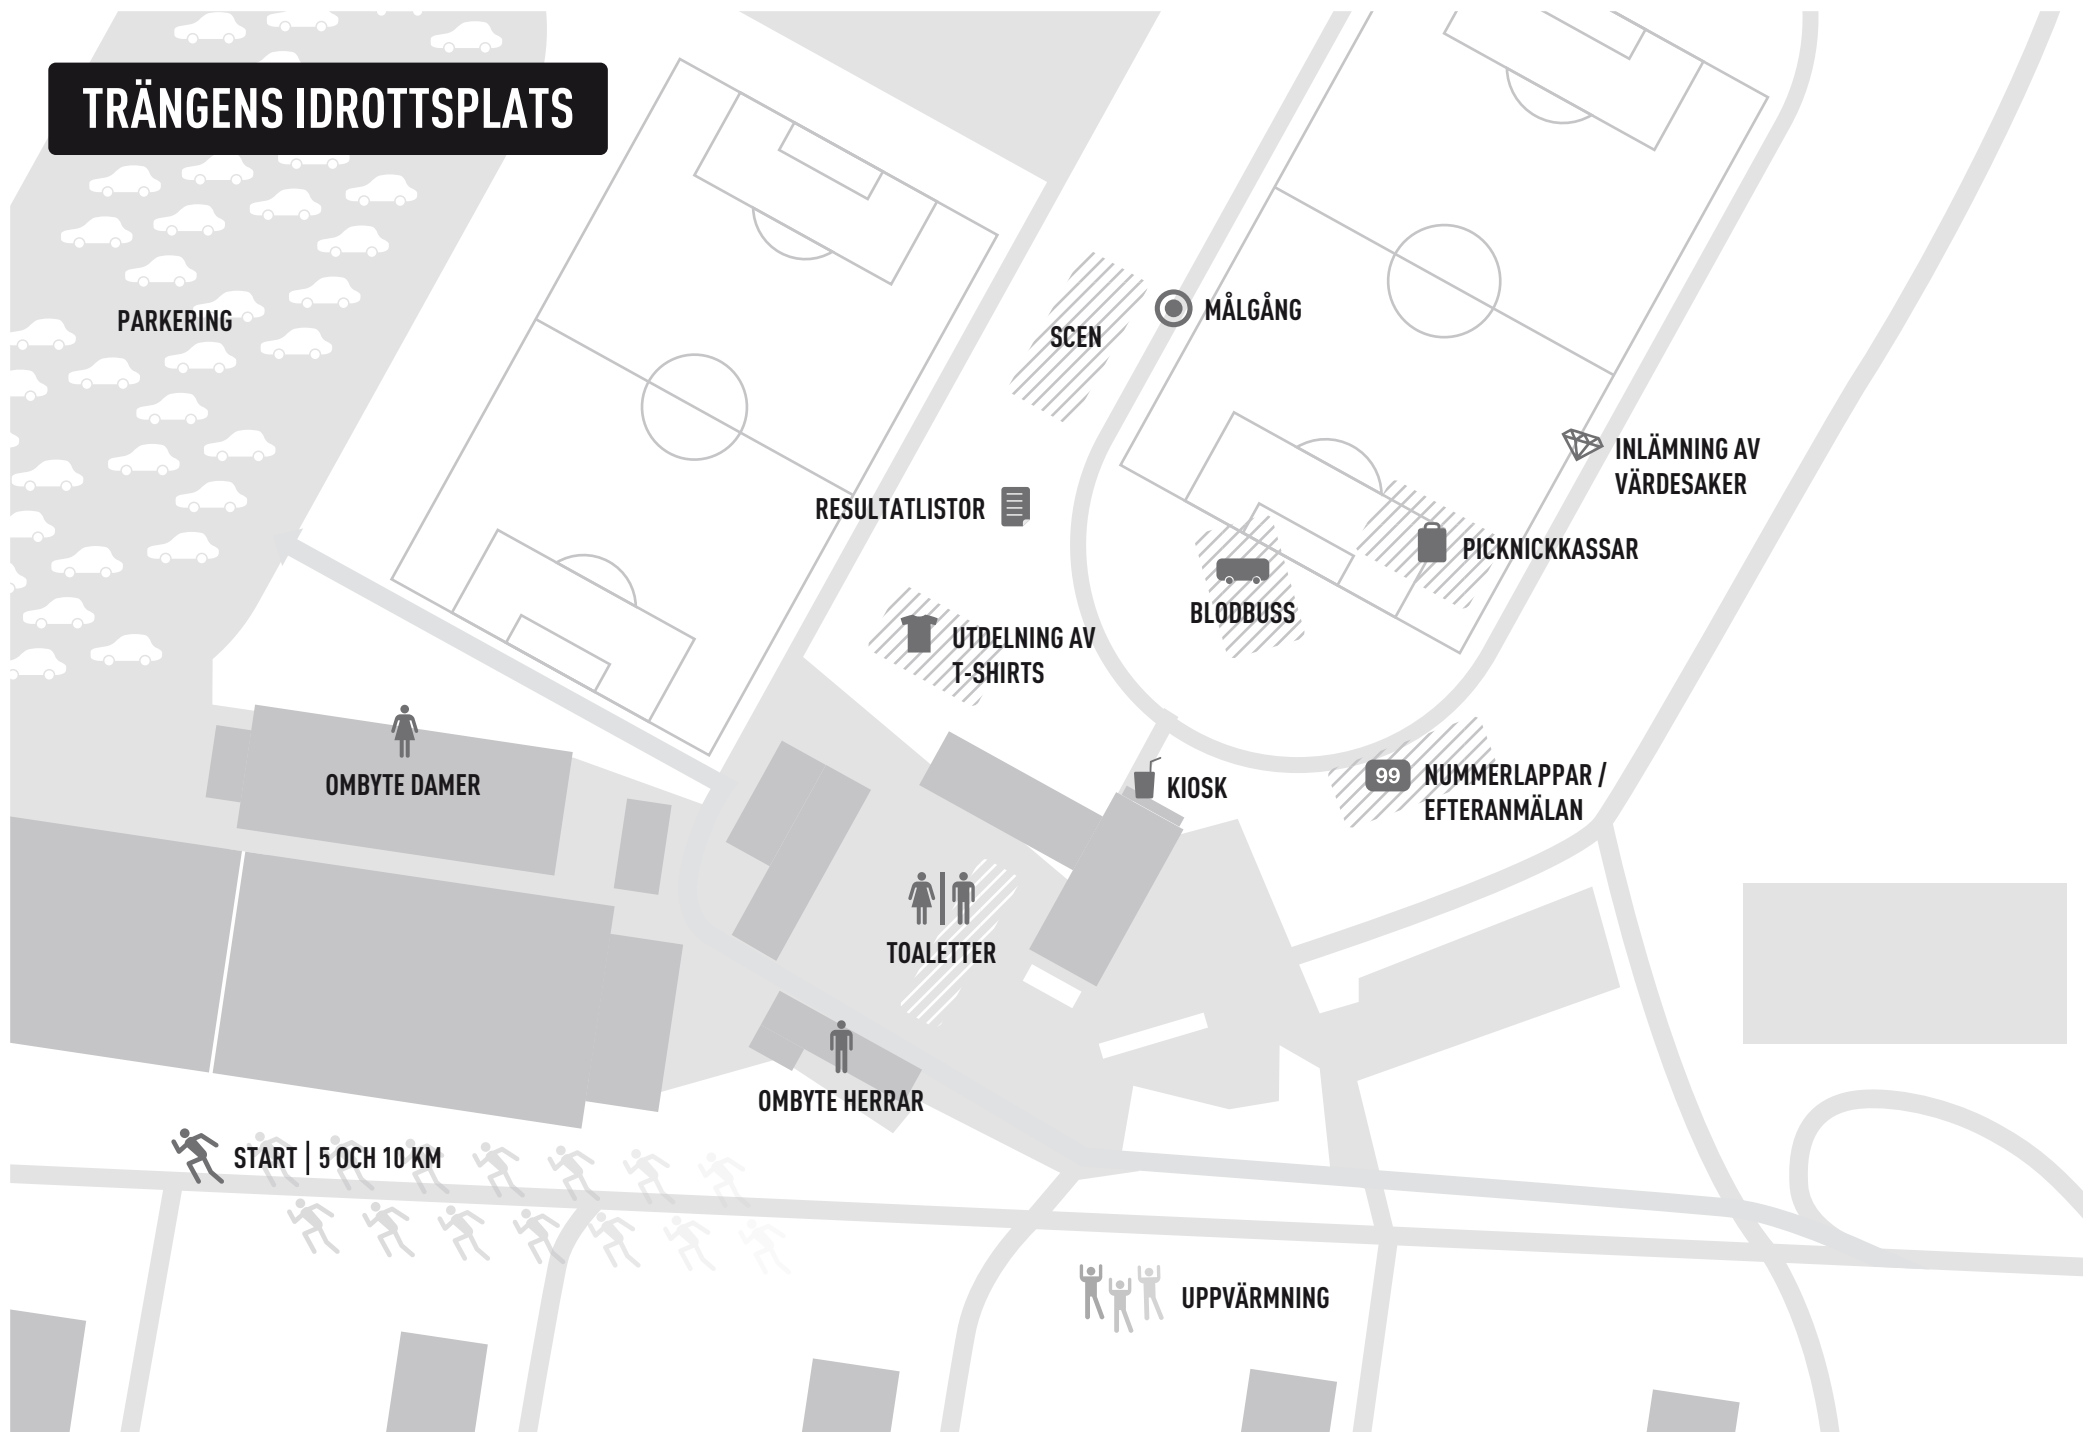 TRÄNGENS IDROTTSPLATS
PARKERING
SCEN
MÅLGÅNG
INLÄMNING AV
VÄRDESAKER
RESULTATLISTOR
PICKNICKKASSAR
BLODBUSS
UTDELNING AV
T-SHIRTS
OMBYTE DAMER
KIOSK
99
NUMMERLAPPAR /
EFTERANMÄLAN
TOALETTER
OMBYTE HERRAR
START | 5 OCH 10 KM
UPPVÄRMNING